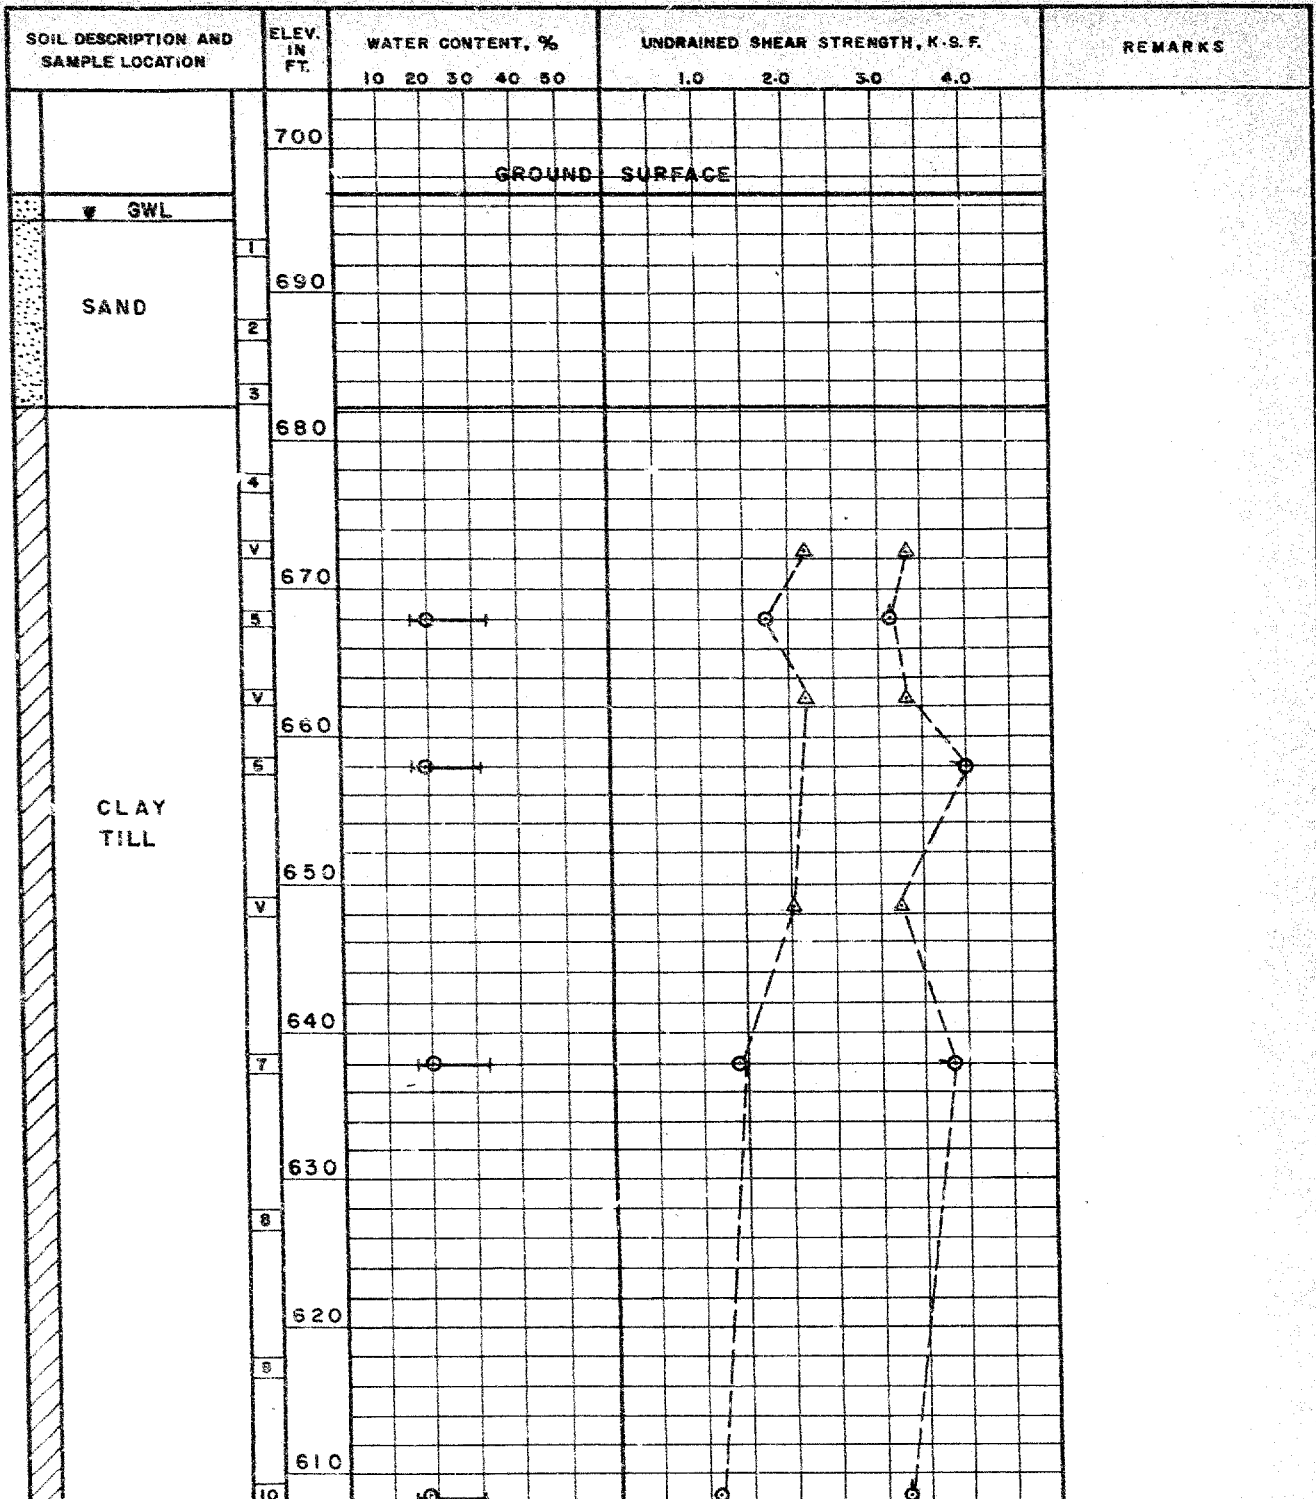 SOIL DESCRIPTION AND
SAMPLE LOCATION
ELEV.
IN
FT.
WATER CONTENT, %
10 20 30 40 50
UNDRAINED SHEAR STRENGTH, K.S.F.
1.0 2.0 3.0 4.0
REMARKS
700
GROUND SURFACE
GWL
1
690
SAND
2
3
680
4
V
670
5
V
660
6
CLAY
TILL
650
V
640
7
630
8
620
9
610
10